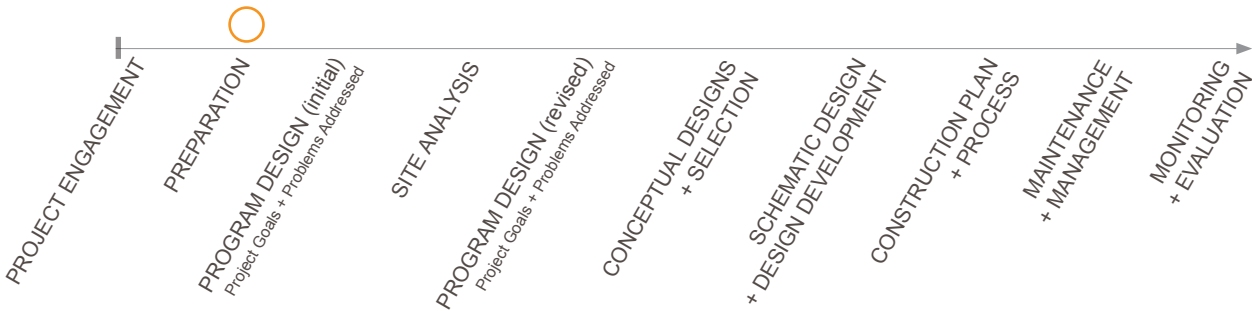 PROJECT ENGAGEMENT
PREPARATION
PROGRAM DESIGN (initial)
Project Goals + Problems Addressed
SITE ANALYSIS
PROGRAM DESIGN (revised)
Project Goals + Problems Addressed
CONCEPTUAL DESIGNS
+ SELECTION
SCHEMATIC DESIGN
+ DESIGN DEVELOPMENT
CONSTRUCTION PLAN
+ PROCESS
MAINTENANCE
+ MANAGEMENT
MONITORING
+ EVALUATION